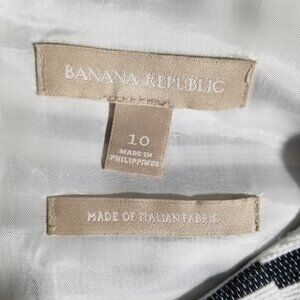 BANANA REPUBLIC
10
MADE IN
PHILIPPINES
MADE OF ITALIAN FABRIC